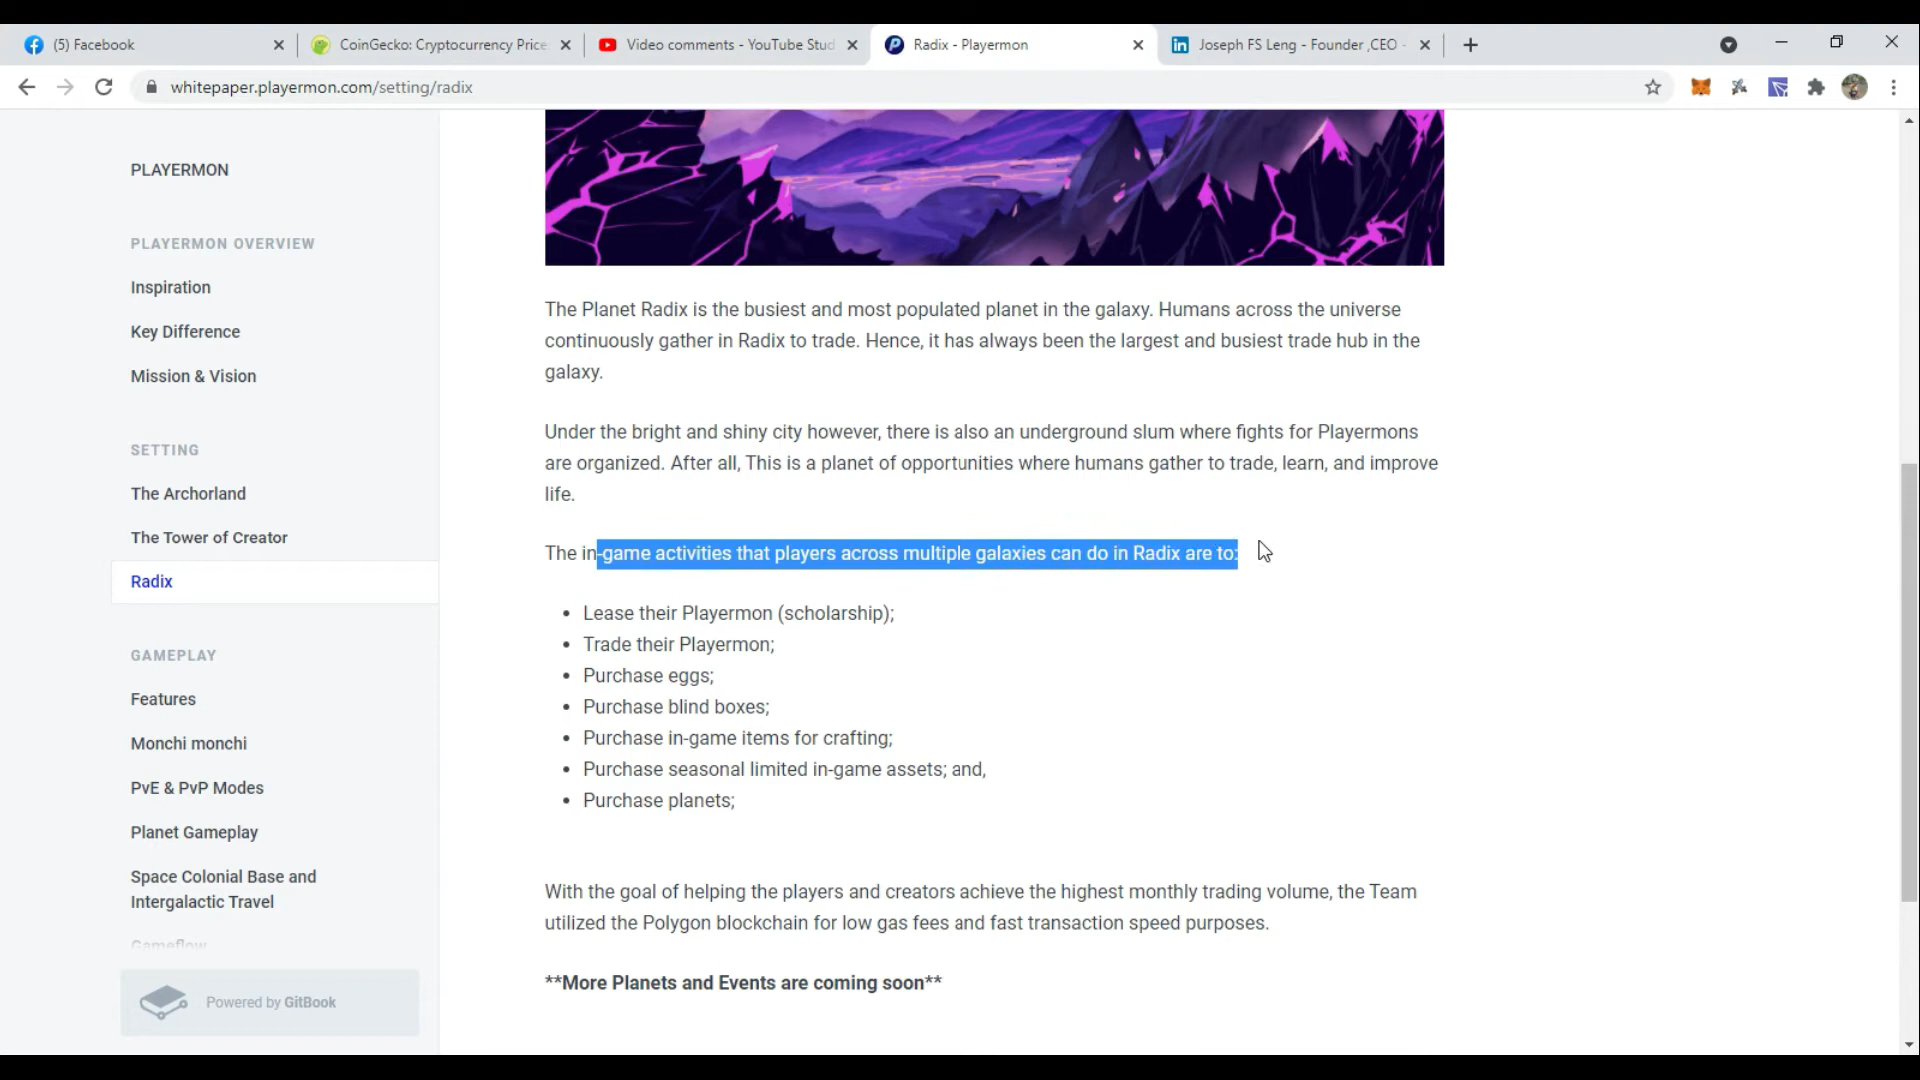 (5) Facebook
CoinGecko: Cryptocurrency Price
Video comments - YouTube Stud
Radix - Playermon
Joseph FS Leng - Founder ,CEO -
whitepaper.playermon.com/setting/radix
PLAYERMON
PLAYERMON OVERVIEW
Inspiration
Key Difference
Mission & Vision
SETTING
The Archorland
The Tower of Creator
Radix
GAMEPLAY
Features
Monchi monchi
PvE & PvP Modes
Planet Gameplay
Space Colonial Base and
Intergalactic Travel
Gameflow
Powered by GitBook
The Planet Radix is the busiest and most populated planet in the galaxy. Humans across the universe
continuously gather in Radix to trade. Hence, it has always been the largest and busiest trade hub in the
galaxy.
Under the bright and shiny city however, there is also an underground slum where fights for Playermons
are organized. After all, This is a planet of opportunities where humans gather to trade, learn, and improve
life.
The in-game activities that players across multiple galaxies can do in Radix are to:
• Lease their Playermon (scholarship);
• Trade their Playermon;
• Purchase eggs;
• Purchase blind boxes;
• Purchase in-game items for crafting;
• Purchase seasonal limited in-game assets; and,
• Purchase planets;
With the goal of helping the players and creators achieve the highest monthly trading volume, the Team
utilized the Polygon blockchain for low gas fees and fast transaction speed purposes.
**More Planets and Events are coming soon**